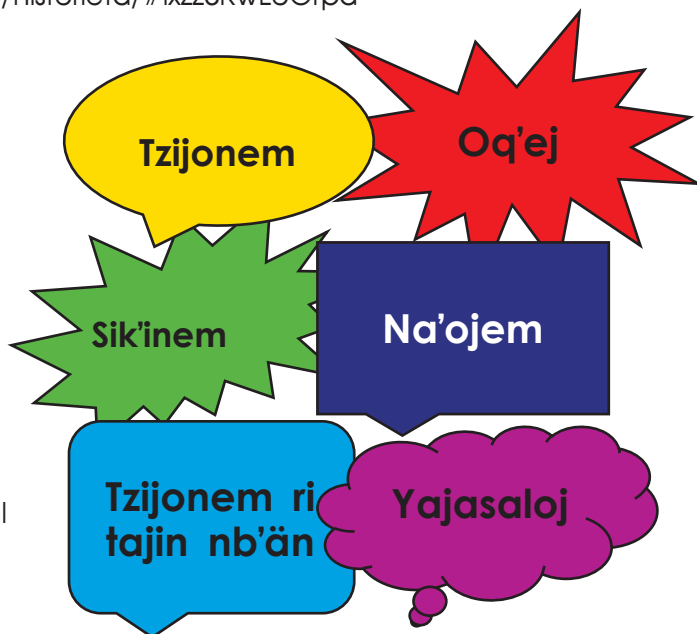 Tzijonem
Oq'ej
Sik'inem
Na'ojem
Tzijonem ri
tajin nb'än
Yajasaloj